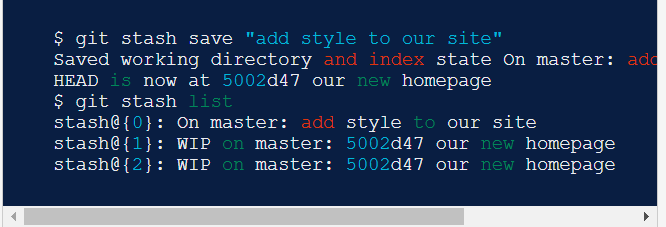 $ git stash save "add style to our site"
Saved working directory and index state On master: add
HEAD is now at 5002d47 our new homepage
$ git stash list
stash@{0}: On master: add style to our site
stash@{1}: WIP on master: 5002d47 our new homepage
stash@{2}: WIP on master: 5002d47 our new homepage